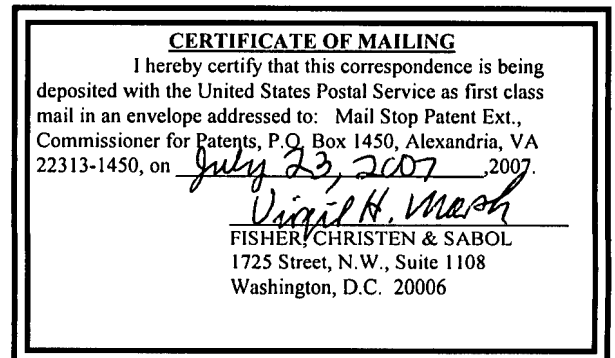 CERTIFICATE OF MAILING
I hereby certify that this correspondence is being
deposited with the United States Postal Service as first class
mail in an envelope addressed to: Mail Stop Patent Ext.,
Commissioner for Patents, P.O. Box 1450, Alexandria, VA
22313-1450, on July 23, 2007 ,2007.
Virgil H. Marsh
FISHER, CHRISTEN & SABOL
1725 Street, N.W., Suite 1108
Washington, D.C. 20006